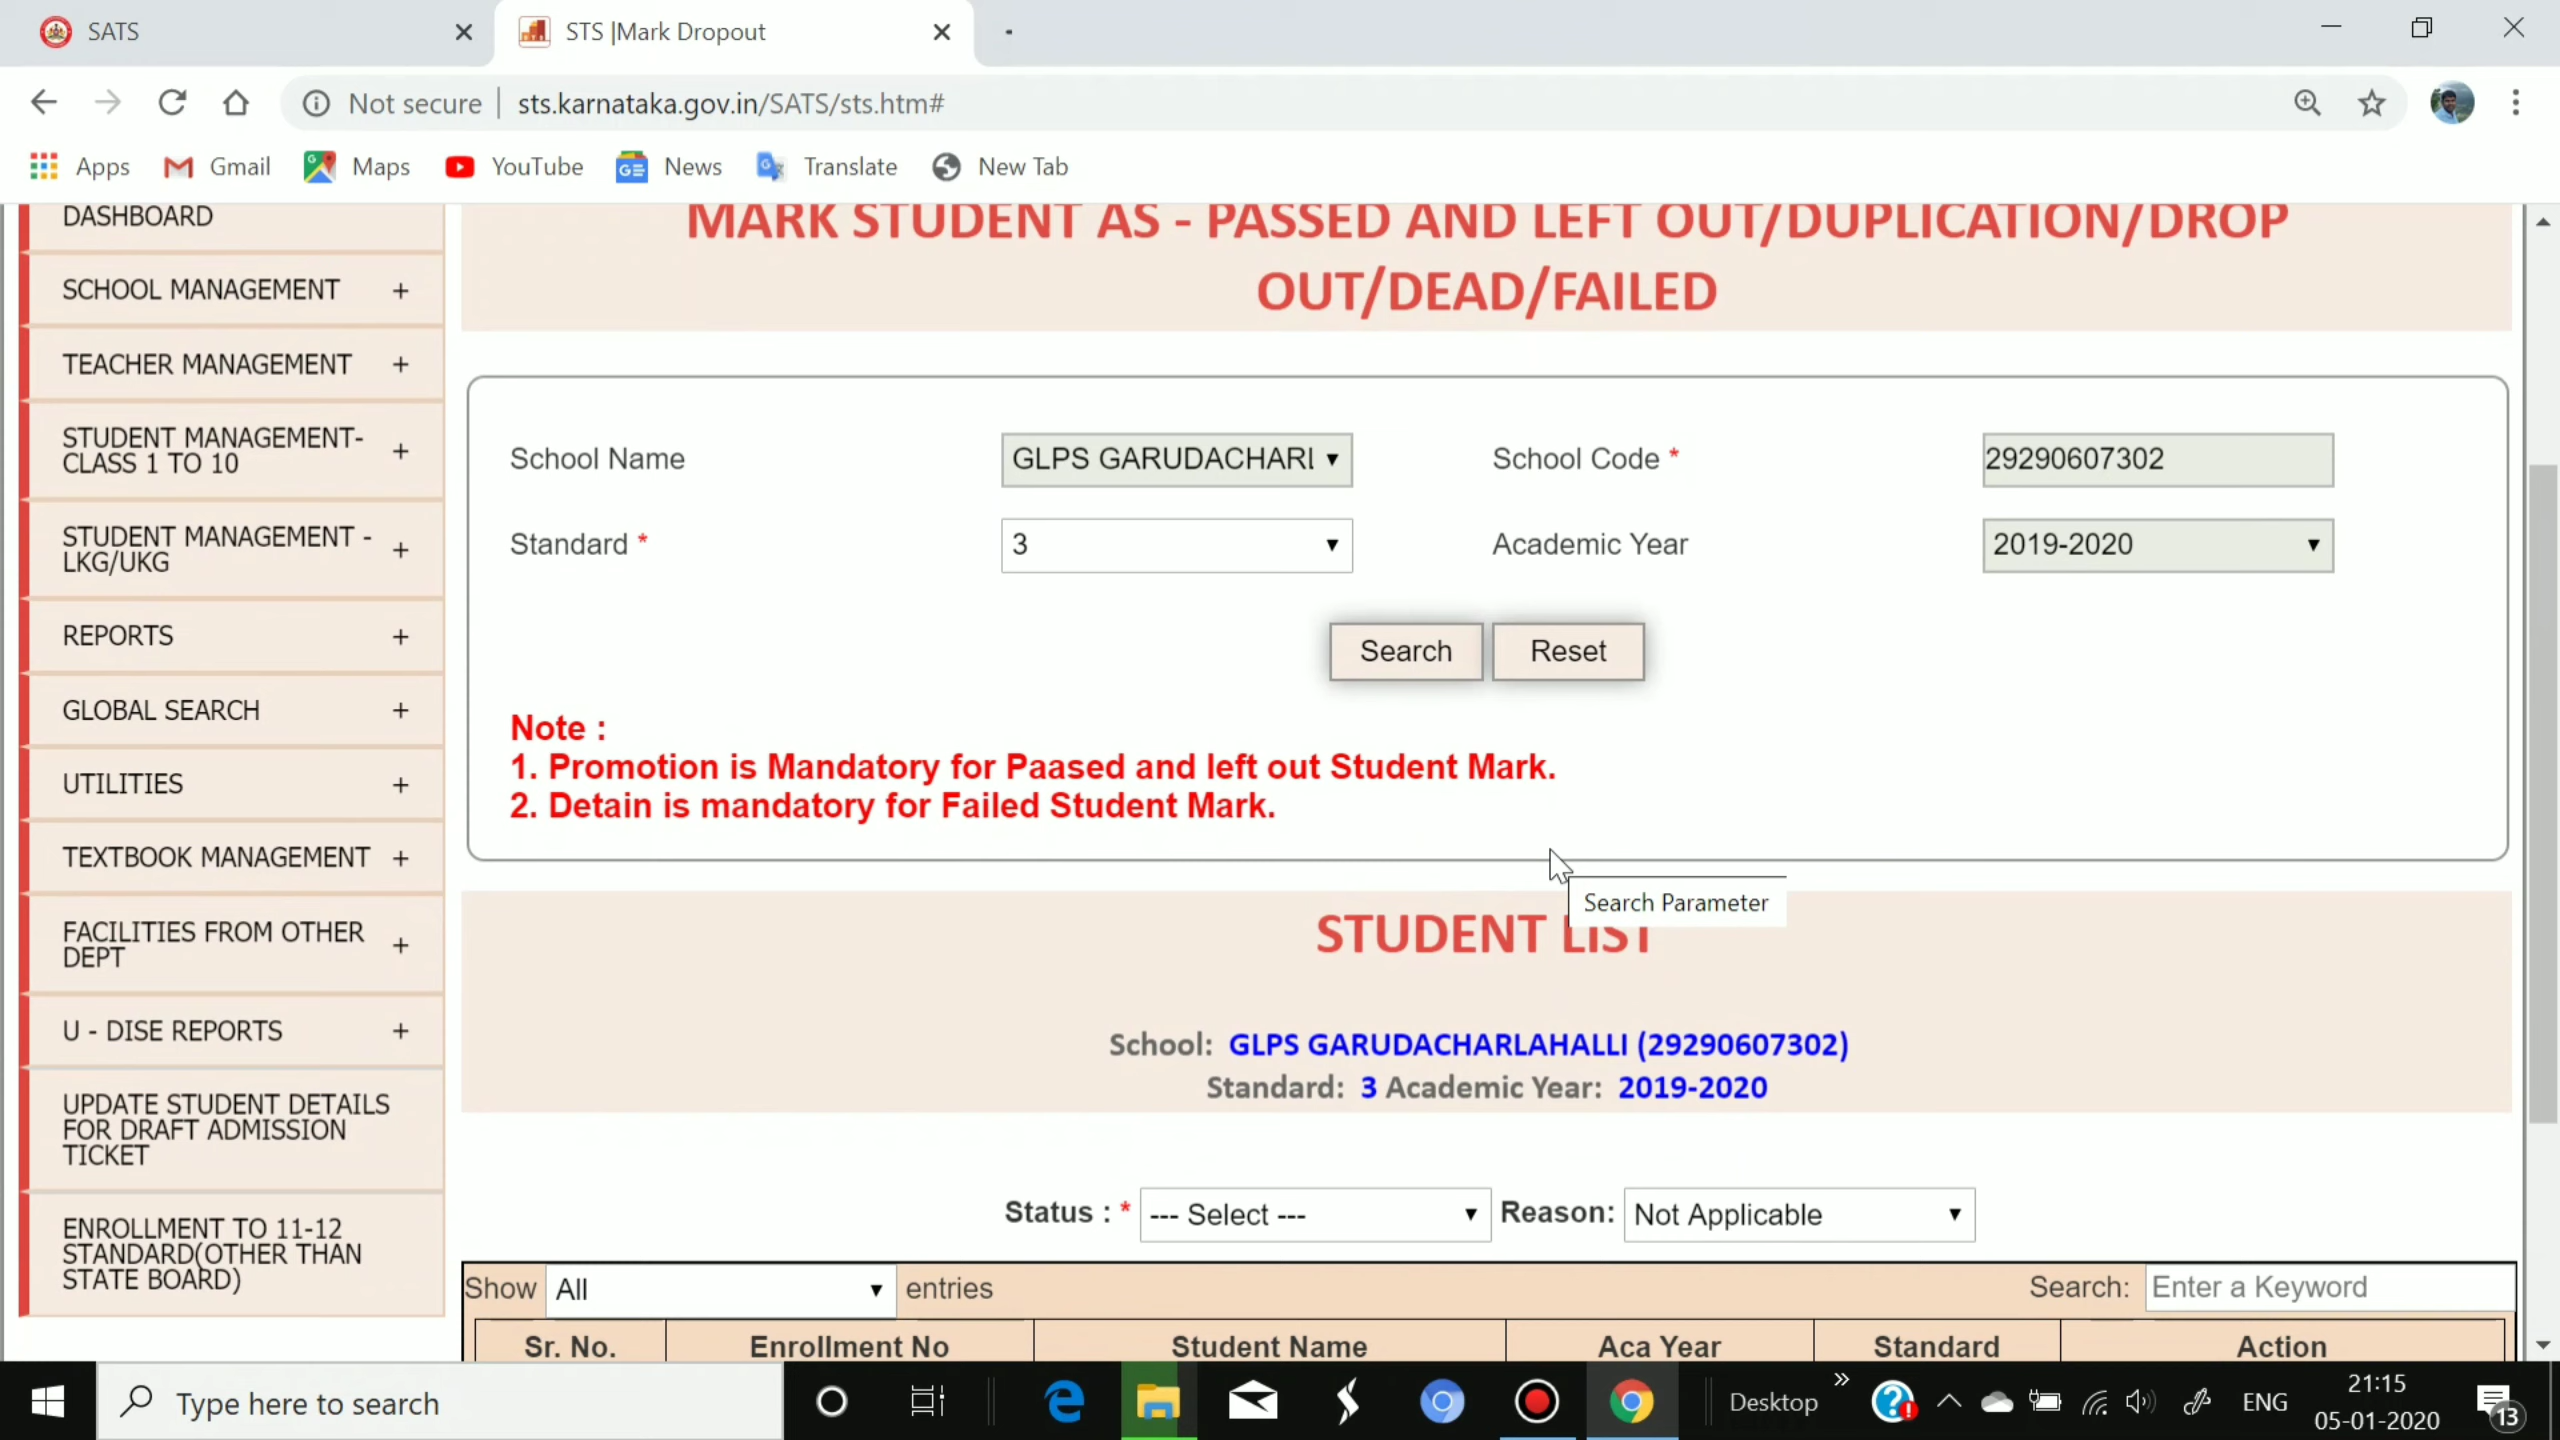 SATS
STS |Mark Dropout
Not secure
sts.karnataka.gov.in/SATS/sts.htm#
Apps
Gmail
Maps
YouTube
News
Translate
New Tab
DASHBOARD
SCHOOL MANAGEMENT +
TEACHER MANAGEMENT +
STUDENT MANAGEMENT-
CLASS 1 TO 10 +
STUDENT MANAGEMENT -
LKG/UKG +
REPORTS +
GLOBAL SEARCH +
UTILITIES +
TEXTBOOK MANAGEMENT +
FACILITIES FROM OTHER
DEPT +
U - DISE REPORTS +
UPDATE STUDENT DETAILS
FOR DRAFT ADMISSION
TICKET
ENROLLMENT TO 11-12
STANDARD(OTHER THAN
STATE BOARD)
MARK STUDENT AS - PASSED AND LEFT OUT/DUPLICATION/DROP
OUT/DEAD/FAILED
School Name GLPS GARUDACHARL School Code * 29290607302
Standard * 3 Academic Year 2019-2020
Search Reset
Note :
1. Promotion is Mandatory for Paased and left out Student Mark.
2. Detain is mandatory for Failed Student Mark.
Search Parameter
STUDENT LIST
School: GLPS GARUDACHARLAHALLI (29290607302)
Standard: 3 Academic Year: 2019-2020
Status : * --- Select --- Reason: Not Applicable
Show All entries Search: Enter a Keyword
Sr. No. Enrollment No Student Name Aca Year Standard Action
Type here to search
Desktop
ENG
21:15
05-01-2020
13